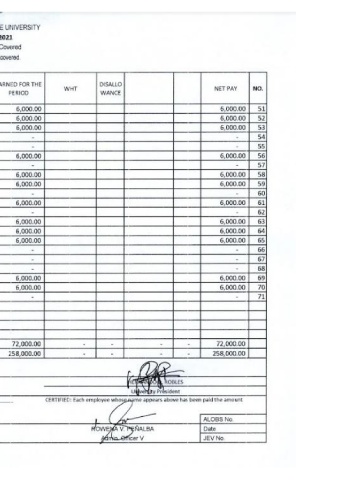 E UNIVERSITY
2021
Covered
covered
ARNED FOR THE PERIOD WHT DISALLO WANCE NET PAY NO.
6,000.00 6,000.00 51
6,000.00 6,000.00 52
6,000.00 6,000.00 53
- - 54
- - 55
6,000.00 6,000.00 56
- - 57
6,000.00 6,000.00 58
6,000.00 6,000.00 59
- - 60
6,000.00 6,000.00 61
- - 62
6,000.00 6,000.00 63
6,000.00 6,000.00 64
6,000.00 6,000.00 65
- - 66
- - 67
- - 68
6,000.00 6,000.00 69
6,000.00 6,000.00 70
- - 71
72,000.00 - - - - 72,000.00
258,000.00 - - - - 258,000.00
ROBLES
University President
CERTIFIED: Each employee whose name appears above has been paid the amount
ROWENA V. PEÑALBA
Admin. Officer V
ALOBS No.
Date
JEV No.